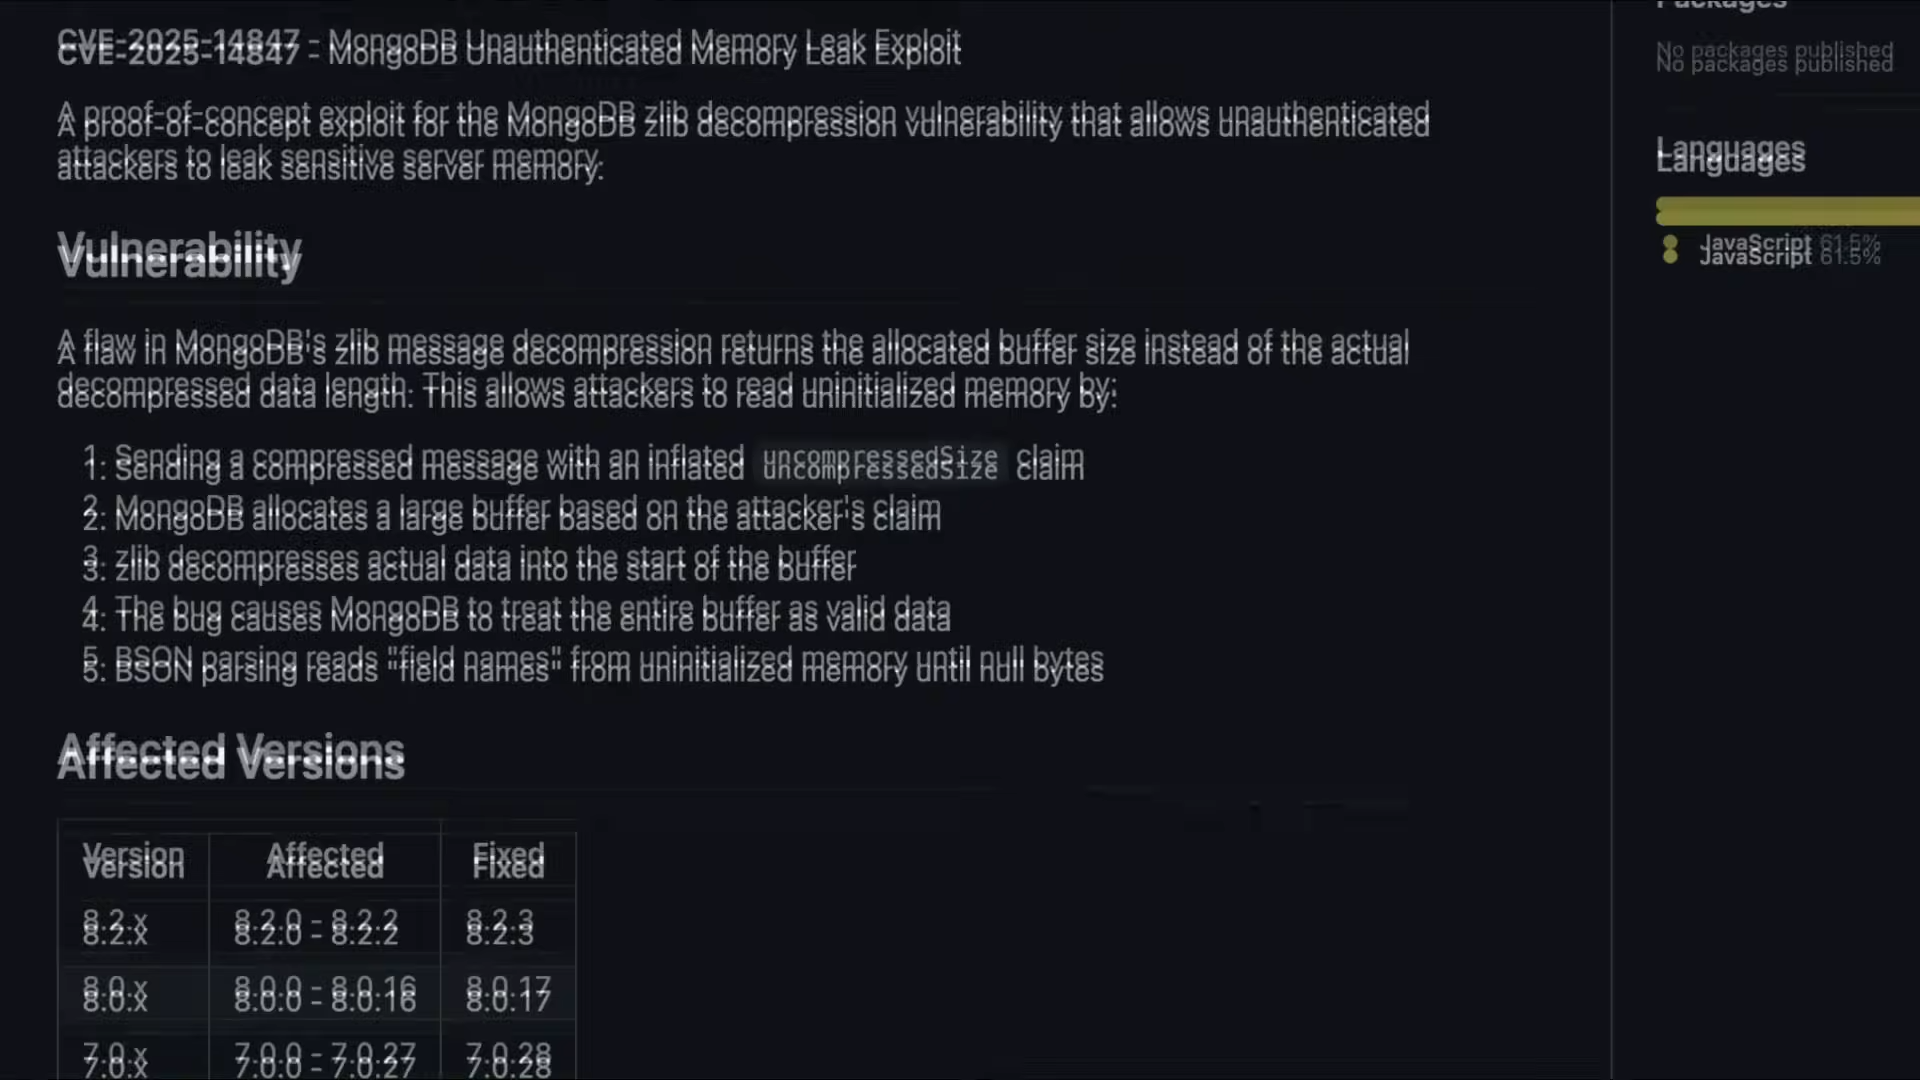 CVE-2025-14847 - MongoDB Unauthenticated Memory Leak Exploit
A proof-of-concept exploit for the MongoDB zlib decompression vulnerability that allows unauthenticated
attackers to leak sensitive server memory.
Vulnerability
A flaw in MongoDB's zlib message decompression returns the allocated buffer size instead of the actual
decompressed data length. This allows attackers to read uninitialized memory by:
1. Sending a compressed message with an inflated uncompressedSize claim
2. MongoDB allocates a large buffer based on the attacker's claim
3. zlib decompresses actual data into the start of the buffer
4. The bug causes MongoDB to treat the entire buffer as valid data
5. BSON parsing reads "field names" from uninitialized memory until null bytes
Affected Versions
Version Affected Fixed
8.2.x 8.2.0 - 8.2.2 8.2.3
8.0.x 8.0.0 - 8.0.16 8.0.17
7.0.x 7.0.0 - 7.0.27 7.0.28
Packages
No packages published
Languages
JavaScript 61.5%